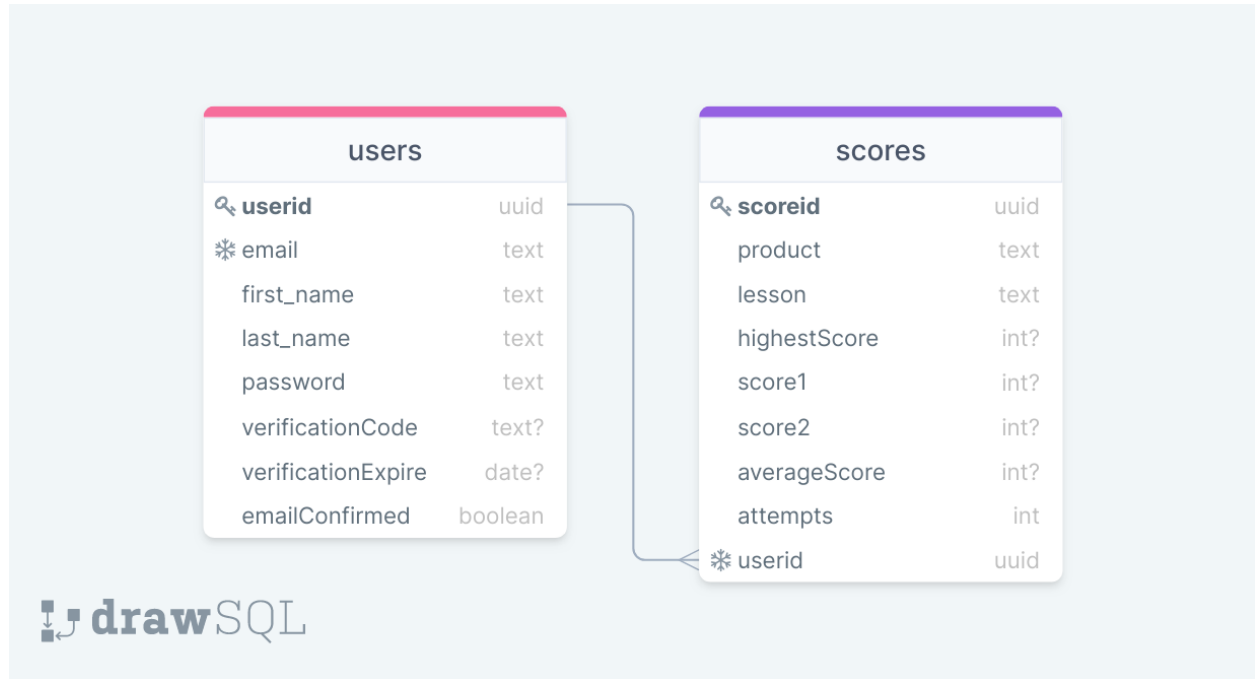 users
userid uuid
email text
first_name text
last_name text
password text
verificationCode text?
verificationExpire date?
emailConfirmed boolean
scores
scoreid uuid
product text
lesson text
highestScore int?
score1 int?
score2 int?
averageScore int?
attempts int
userid uuid
drawSQL